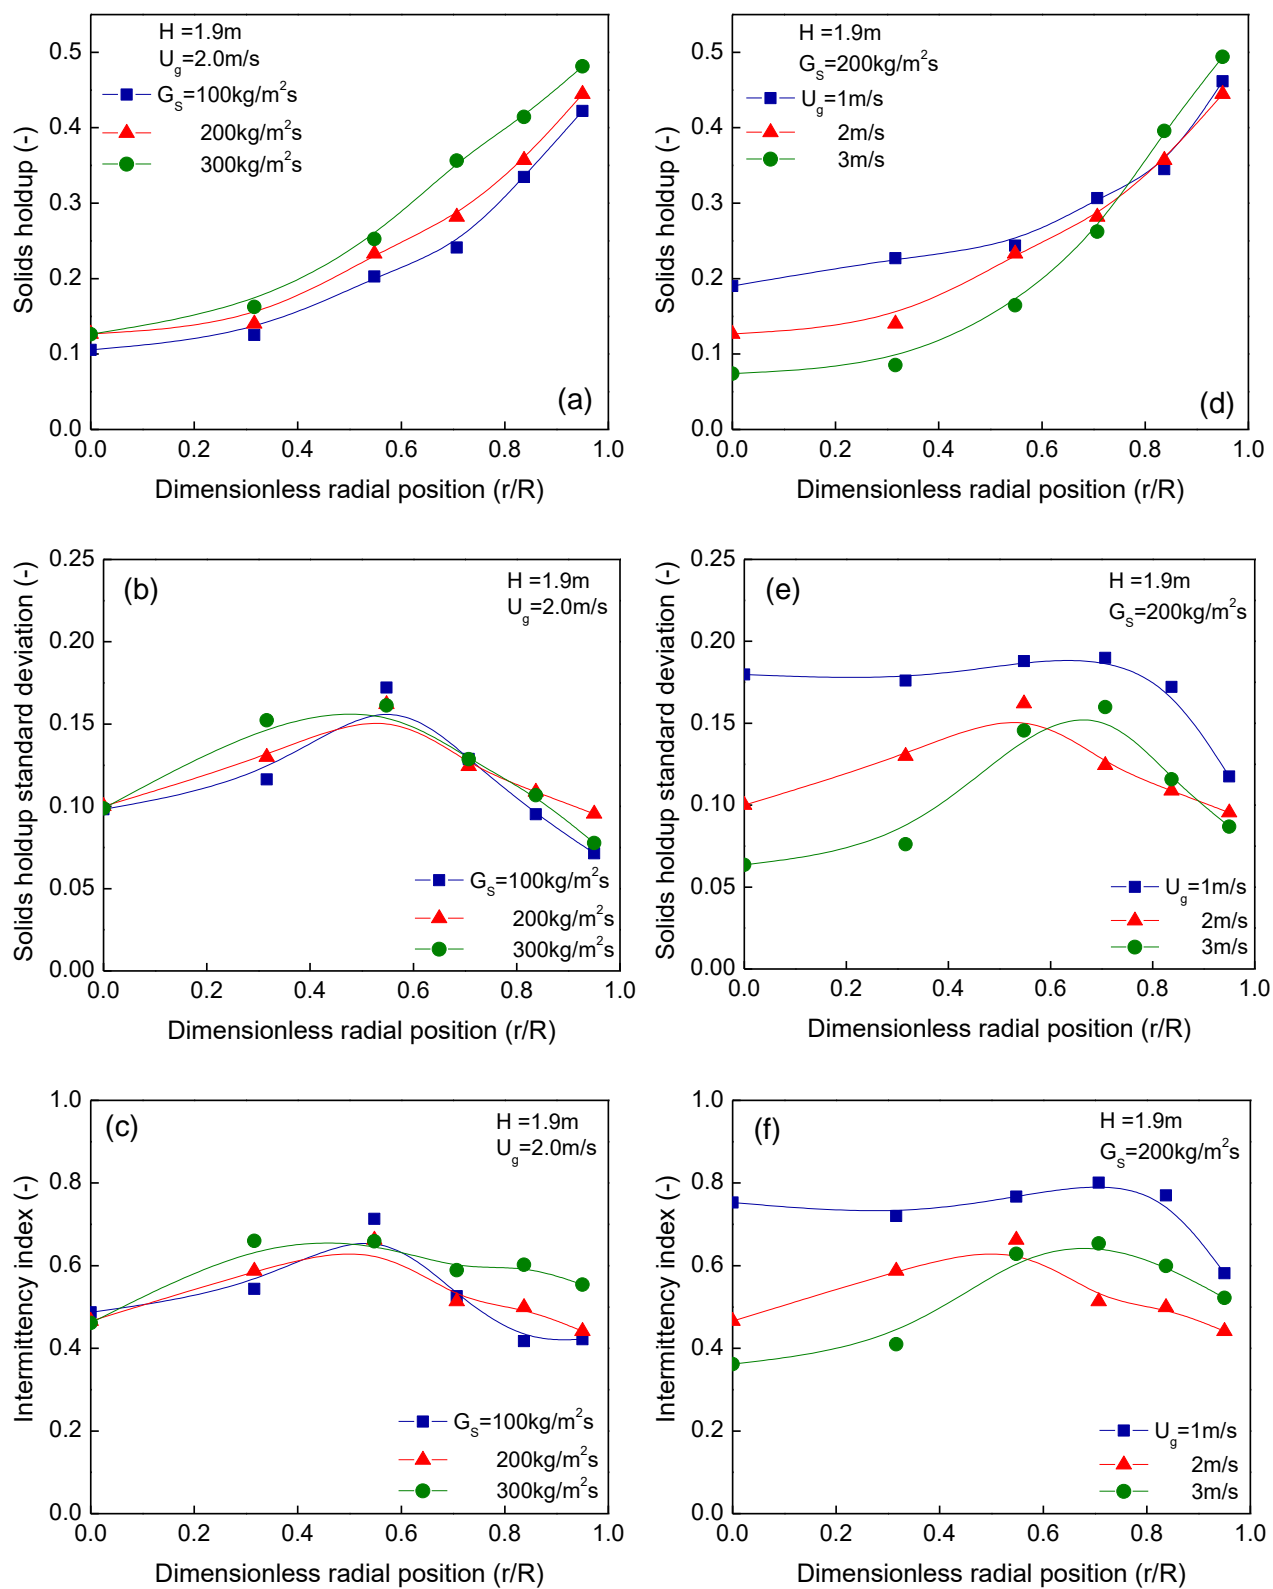 H =1.9m
U_g=2.0m/s
G_S=100kg/m²s
200kg/m²s
300kg/m²s
0.5
0.4
0.3
0.2
0.1
0.0
Solids holdup (-)
(a)
0.0 0.2 0.4 0.6 0.8 1.0
Dimensionless radial position (r/R)
H =1.9m
G_S=200kg/m²s
U_g=1m/s
2m/s
3m/s
0.5
0.4
0.3
0.2
0.1
0.0
Solids holdup (-)
(d)
0.0 0.2 0.4 0.6 0.8 1.0
Dimensionless radial position (r/R)
(b)
H =1.9m
U_g=2.0m/s
0.25
0.20
0.15
0.10
0.05
0.00
Solids holdup standard deviation (-)
G_S=100kg/m²s
200kg/m²s
300kg/m²s
0.0 0.2 0.4 0.6 0.8 1.0
Dimensionless radial position (r/R)
(e)
H =1.9m
G_S=200kg/m²s
0.25
0.20
0.15
0.10
0.05
0.00
Solids holdup standard deviation (-)
U_g=1m/s
2m/s
3m/s
0.0 0.2 0.4 0.6 0.8 1.0
Dimensionless radial position (r/R)
(c)
H =1.9m
U_g=2.0m/s
1.0
0.8
0.6
0.4
0.2
0.0
Intermittency index (-)
G_S=100kg/m²s
200kg/m²s
300kg/m²s
0.0 0.2 0.4 0.6 0.8 1.0
Dimensionless radial position (r/R)
(f)
H =1.9m
G_S=200kg/m²s
1.0
0.8
0.6
0.4
0.2
0.0
Intermittency index (-)
U_g=1m/s
2m/s
3m/s
0.0 0.2 0.4 0.6 0.8 1.0
Dimensionless radial position (r/R)